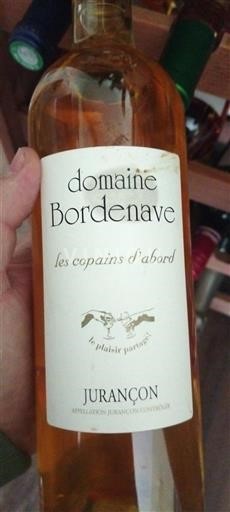 domaine
Bordenave
les copains d'abord
le plaisir partagé!
JURANÇON
APPELLATION JURANÇON CONTRÔLÉE